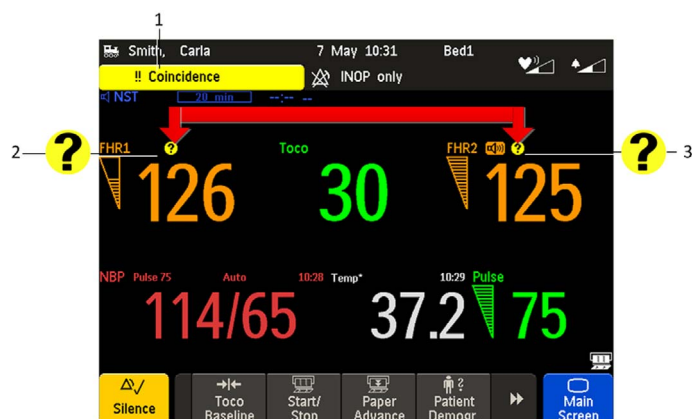 1
Smith, Carla 7 May 10:31 Bed1
!! Coincidence INOP only
NST 20 min --:-- --
2 ? FHR1 ? Toco FHR2 ? ? 3
126 30 125
NBP Pulse 75 Auto 10:28 Temp* 10:29 Pulse
114/65 37.2 75
Silence Toco Baseline Start/ Stop Paper Advance Patient Demogr. Main Screen